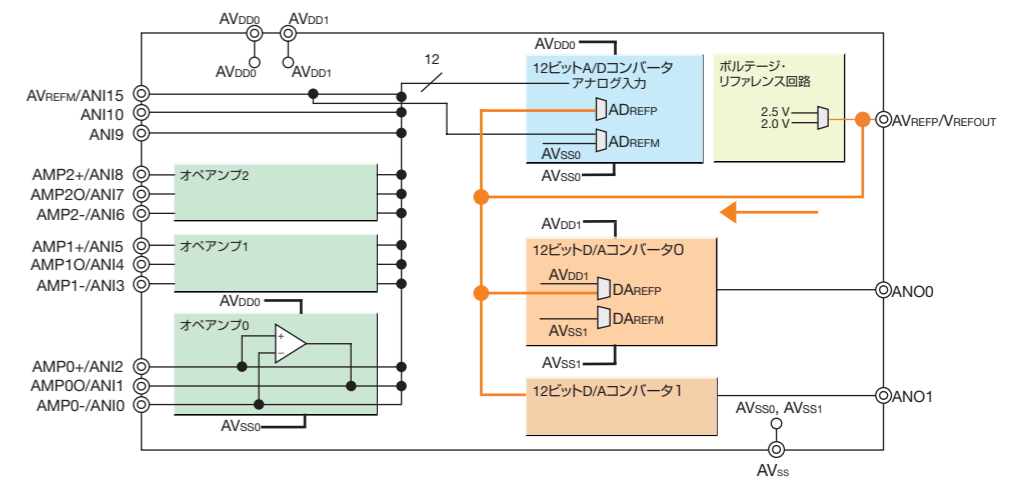 AVDD0 AVDD1
AVDD0 AVDD1
12
AVREFM/ANI15
ANI10
ANI9
AMP2+/ANI8
AMP2O/ANI7
AMP2-/ANI6
オペアンプ2
AMP1+/ANI5
AMP1O/ANI4
AMP1-/ANI3
オペアンプ1
AVDD0
オペアンプ0
+
−
AMP0+/ANI2
AMP0O/ANI1
AMP0-/ANI0
AVSS0
AVDD0
12ビットA/Dコンバータ
アナログ入力
ADREFP
ADREFM
AVSS0
AVSS0
ボルテージ・
リファレンス回路
2.5 V
2.0 V
AVREFP/VREFOUT
AVDD1
12ビットD/Aコンバータ0
AVDD1
DAREFP
DAREFM
AVSS1
AVSS1
ANO0
12ビットD/Aコンバータ1
ANO1
AVSS0, AVSS1
AVSS